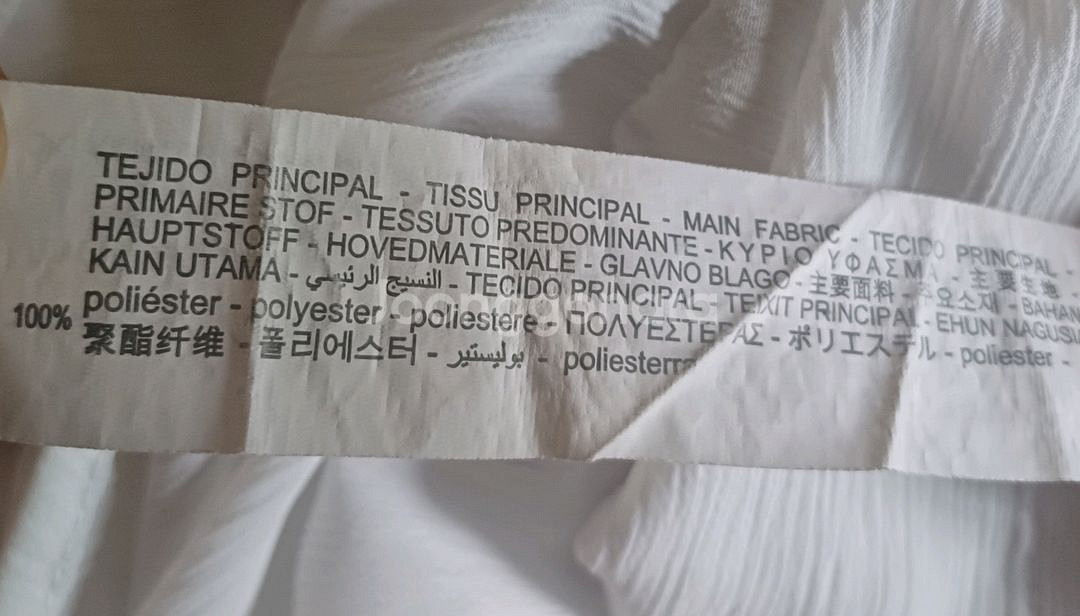 TEJIDO PRINCIPAL - TISSU PRINCIPAL - MAIN FABRIC - TECIDO PRINCIPAL -
PRIMAIRE STOF - TESSUTO PREDOMINANTE - ΚΥΡΙΟ ΥΦΑΣΜΑ - 主要生地 -
HAUPTSTOFF - HOVEDMATERIALE - GLAVNO BLAGO - 主要面料 - 주요소재 - BAHAN
KAIN UTAMA - النسيج الرئيسي - TECIDO PRINCIPAL - TEIXIT PRINCIPAL - EHUN NAGUSI
100% poliéster - polyester - poliestere - ΠΟΛΥΕΣΤΕΡΑΣ - ポリエステル - poliester -
聚酯纤维 - 폴리에스터 - بوليستير - poliesterra